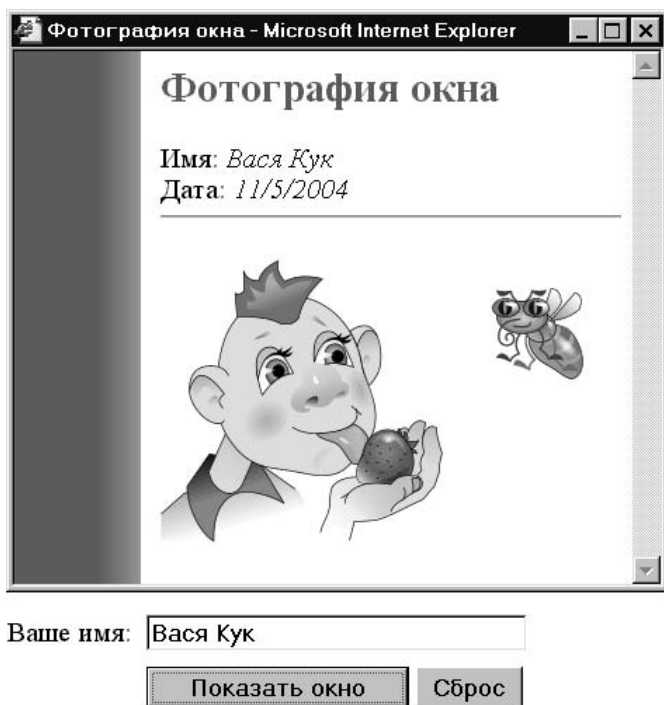 Фотография окна - Microsoft Internet Explorer
Фотография окна
Имя: Вася Кук
Дата: 11/5/2004
Ваше имя: Вася Кук
Показать окно Сброс